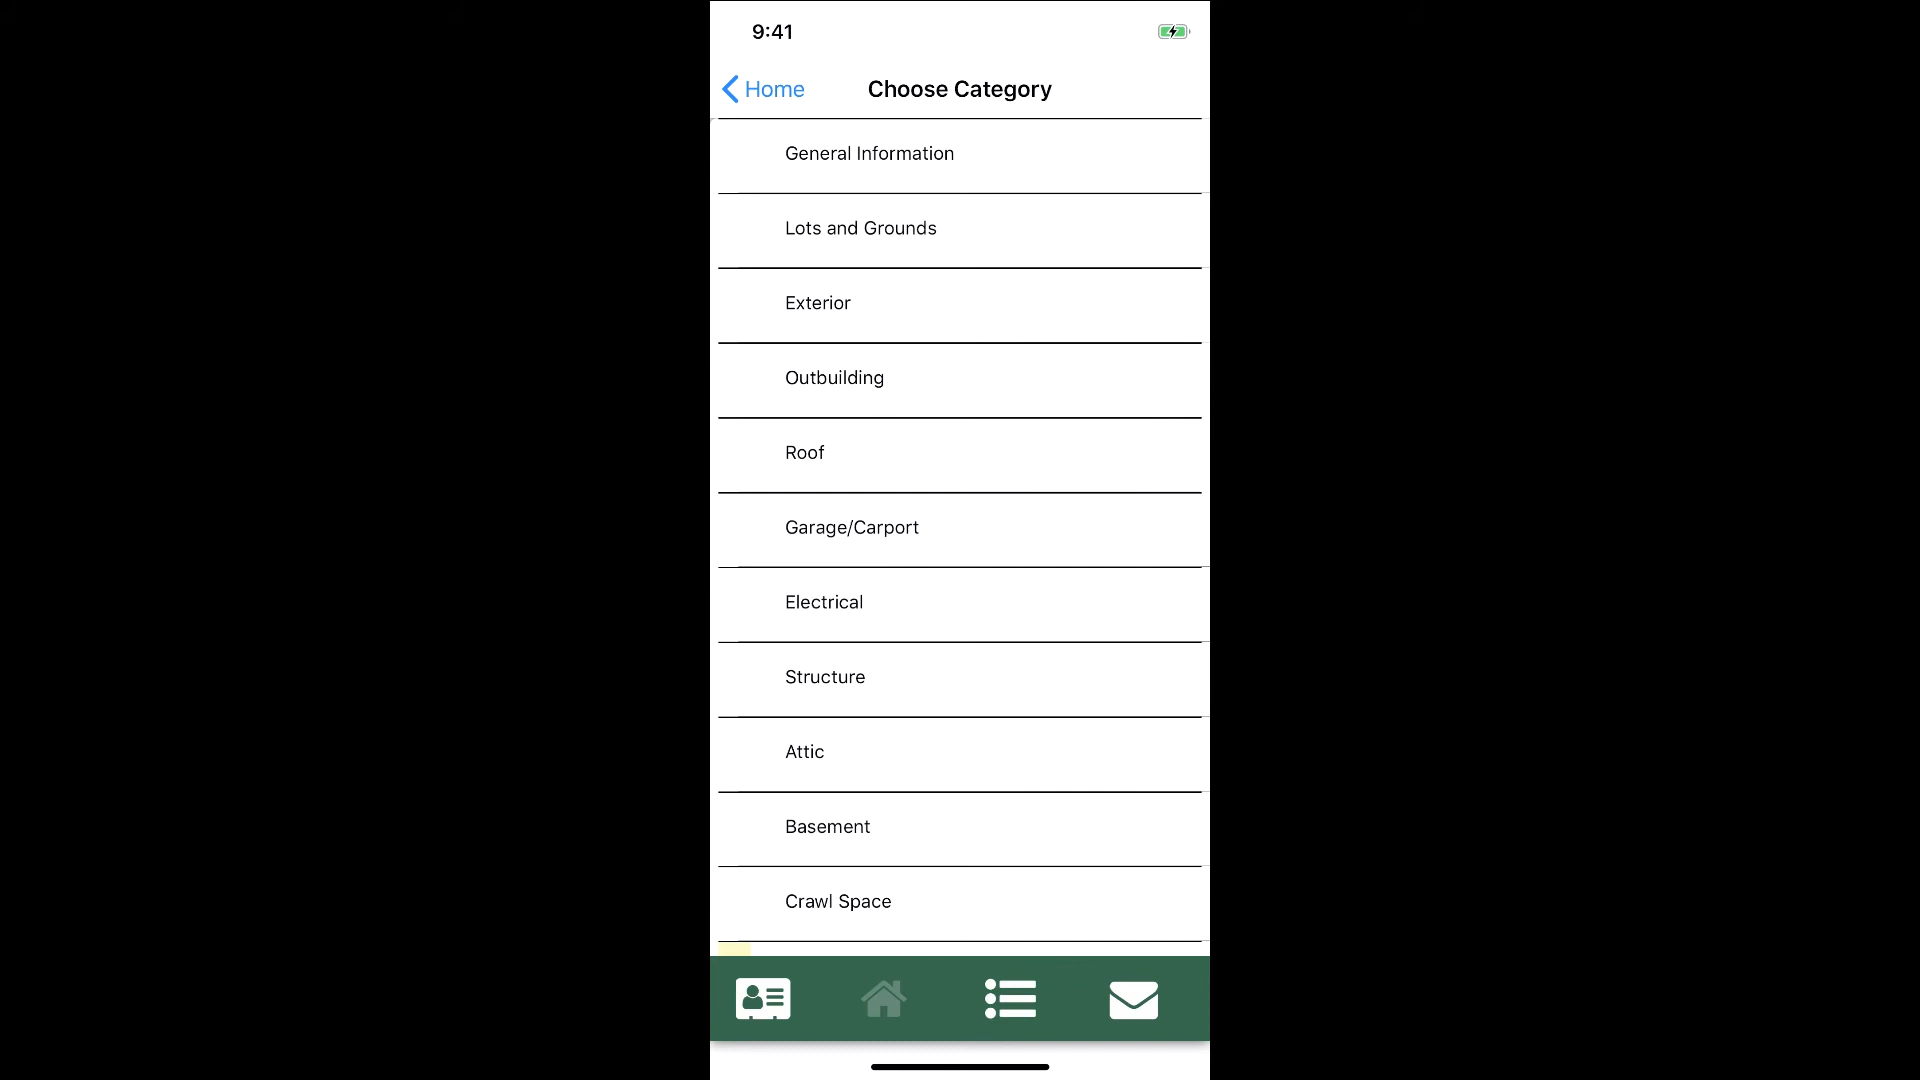 9:41
Home
Choose Category
General Information
Lots and Grounds
Exterior
Outbuilding
Roof
Garage/Carport
Electrical
Structure
Attic
Basement
Crawl Space